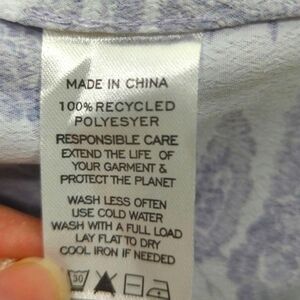 MADE IN CHINA
100% RECYCLED
POLYESYER
RESPONSIBLE CARE
EXTEND THE LIFE OF
YOUR GARMENT &
PROTECT THE PLANET
WASH LESS OFTEN
USE COLD WATER
WASH WITH A FULL LOAD
LAY FLAT TO DRY
COOL IRON IF NEEDED
30